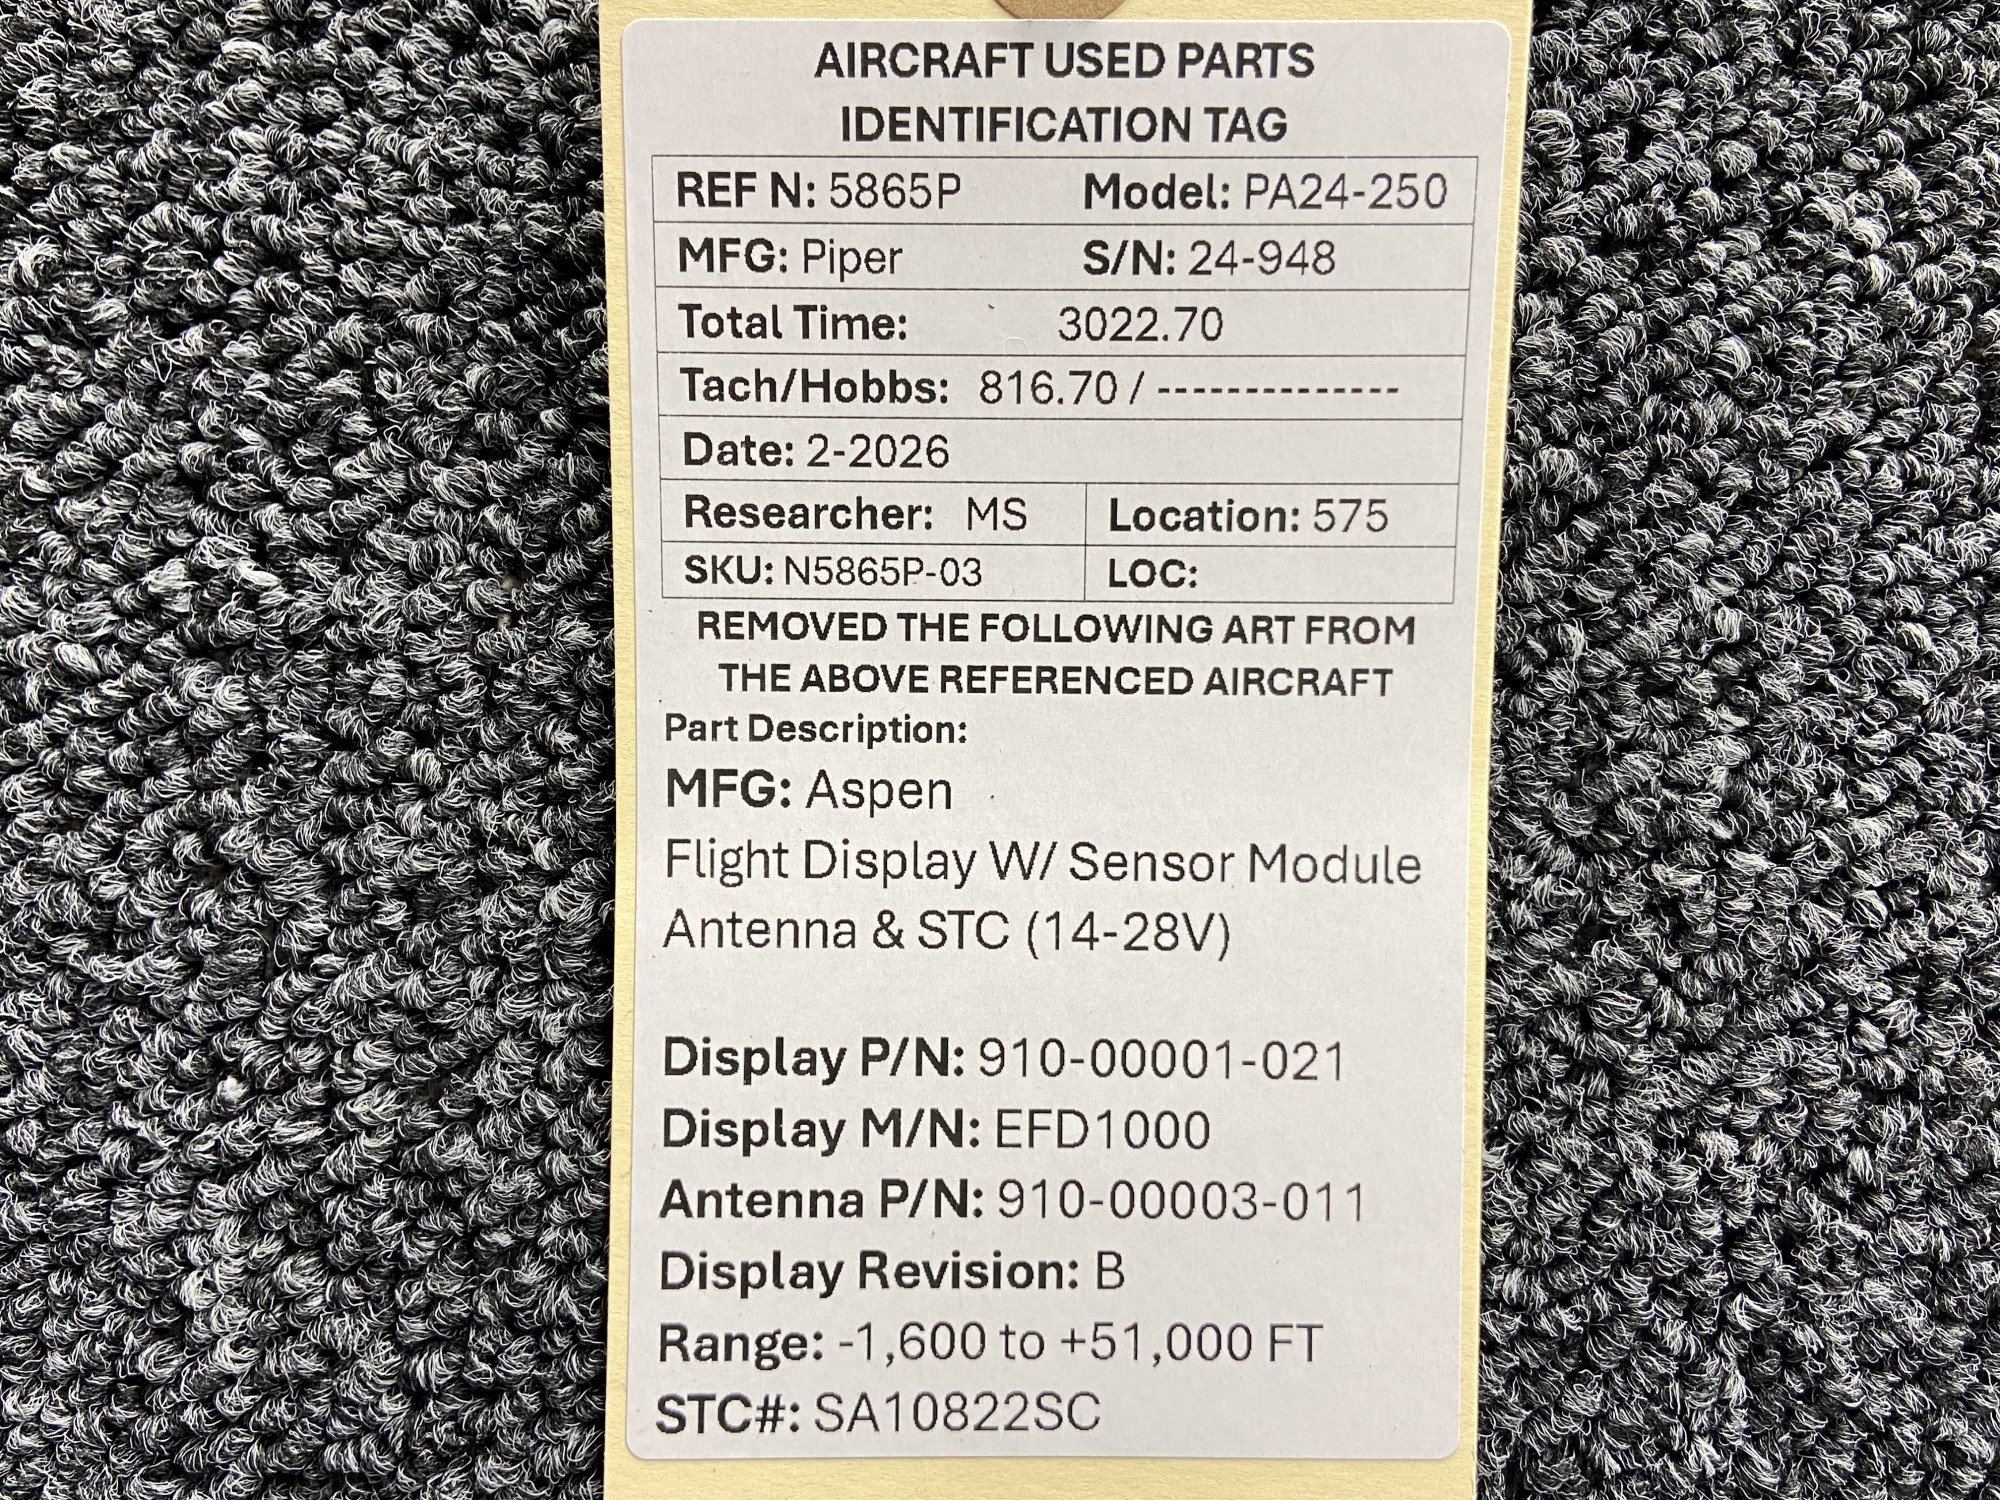 AIRCRAFT USED PARTS
IDENTIFICATION TAG
REF N: 5865P Model: PA24-250
MFG: Piper S/N: 24-948
Total Time: 3022.70
Tach/Hobbs: 816.70 / --------------
Date: 2-2026
Researcher: MS Location: 575
SKU: N5865P-03 LOC:
REMOVED THE FOLLOWING ART FROM
THE ABOVE REFERENCED AIRCRAFT
Part Description:
MFG: Aspen
Flight Display W/ Sensor Module
Antenna & STC (14-28V)
Display P/N: 910-00001-021
Display M/N: EFD1000
Antenna P/N: 910-00003-011
Display Revision: B
Range: -1,600 to +51,000 FT
STC#: SA10822SC